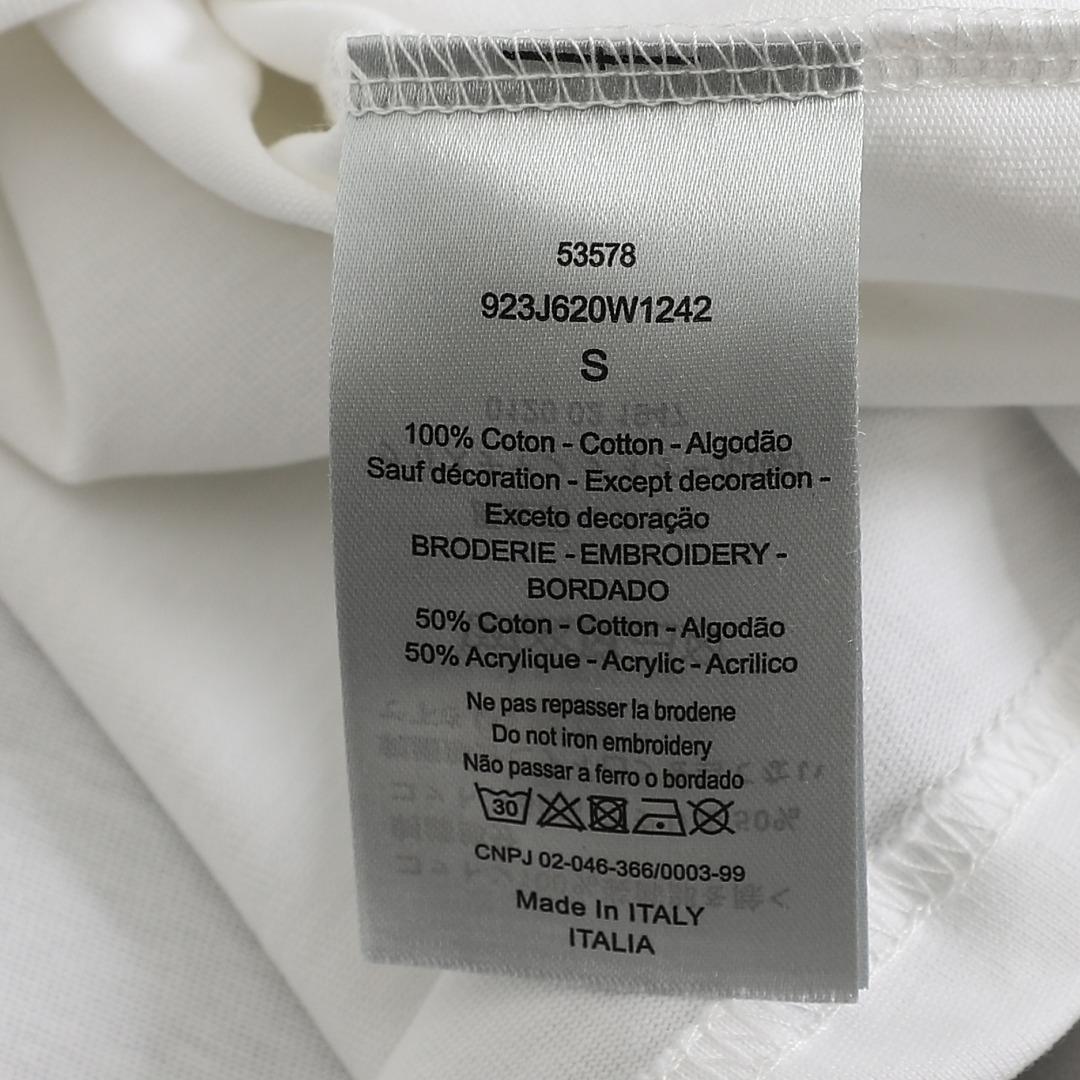 53578
923J620W1242
S
100% Coton - Cotton - Algodão
Sauf décoration - Except decoration -
Exceto decoração
BRODERIE - EMBROIDERY -
BORDADO
50% Coton - Cotton - Algodão
50% Acrylique - Acrylic - Acrilico
Ne pas repasser la brodene
Do not iron embroidery
Não passar a ferro o bordado
30
CNPJ 02-046-366/0003-99
Made In ITALY
ITALIA